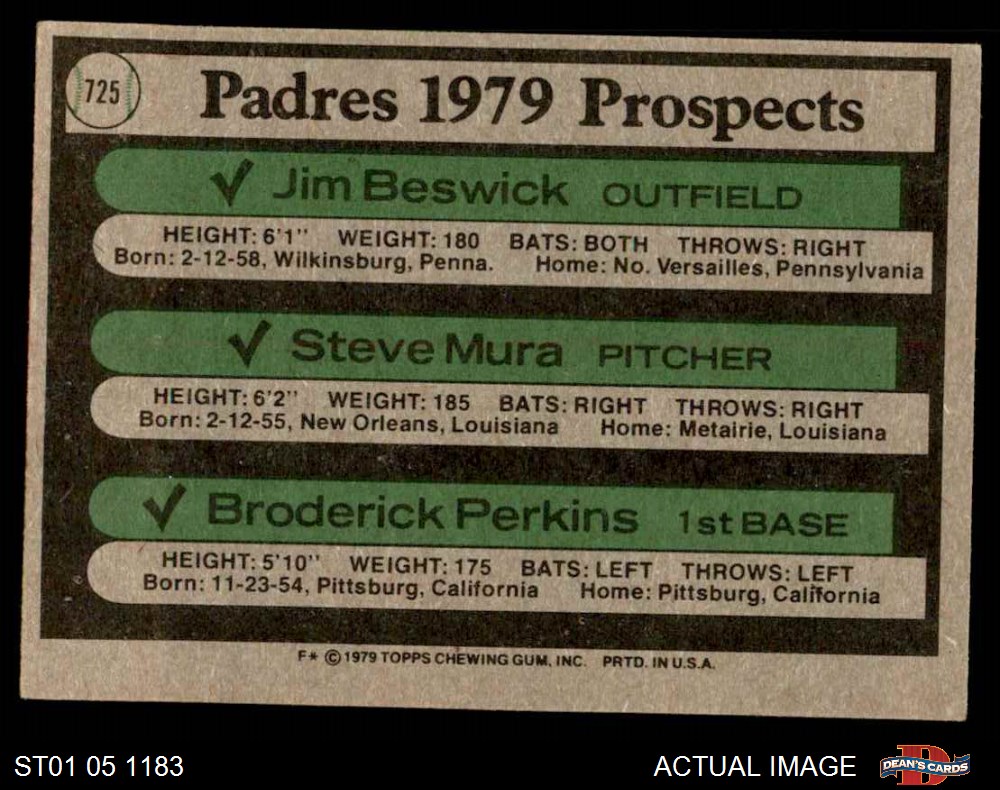 725
Padres 1979 Prospects
✓ Jim Beswick OUTFIELD
HEIGHT: 6'1" WEIGHT: 180 BATS: BOTH THROWS: RIGHT
Born: 2-12-58, Wilkinsburg, Penna. Home: No. Versailles, Pennsylvania
✓ Steve Mura PITCHER
HEIGHT: 6'2" WEIGHT: 185 BATS: RIGHT THROWS: RIGHT
Born: 2-12-55, New Orleans, Louisiana Home: Metairie, Louisiana
✓ Broderick Perkins 1st BASE
HEIGHT: 5'10" WEIGHT: 175 BATS: LEFT THROWS: LEFT
Born: 11-23-54, Pittsburg, California Home: Pittsburg, California
F* © 1979 TOPPS CHEWING GUM, INC. PRTD. IN U.S.A.
ST01 05 1183
ACTUAL IMAGE
D
DEAN'S CARDS